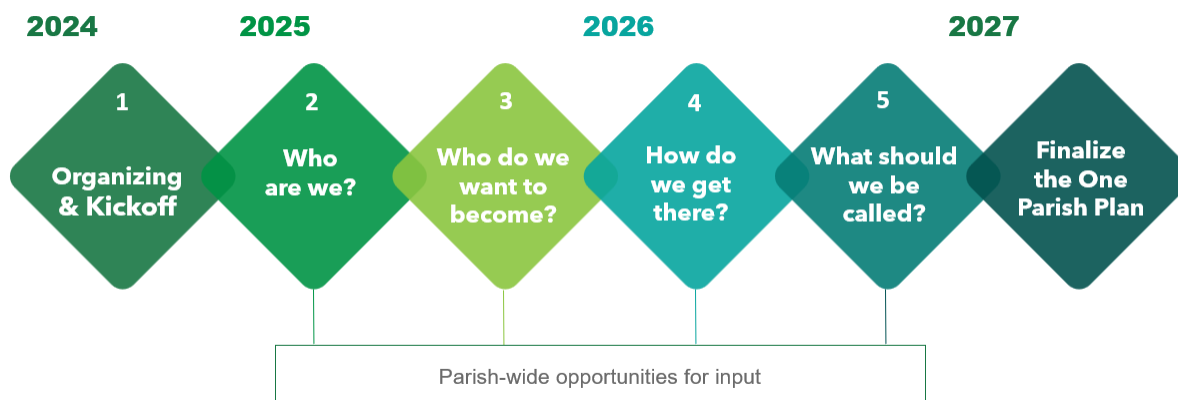 2024
2025
2026
2027
1
Organizing
& Kickoff
2
Who
are we?
3
Who do we
want to
become?
4
How do
we get
there?
5
What should
we be
called?
Finalize
the One
Parish Plan
Parish-wide opportunities for input